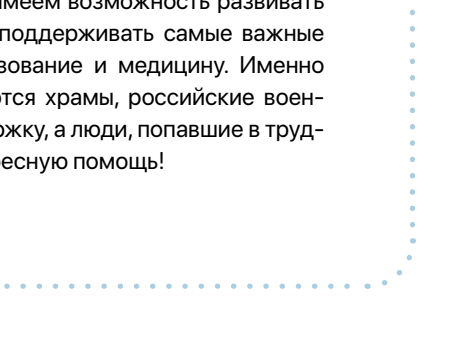 имеем возможность развивать
поддерживать самые важные
зование и медицину. Именно
тся храмы, российские воен-
жку, а люди, попавшие в труд-
есную помощь!